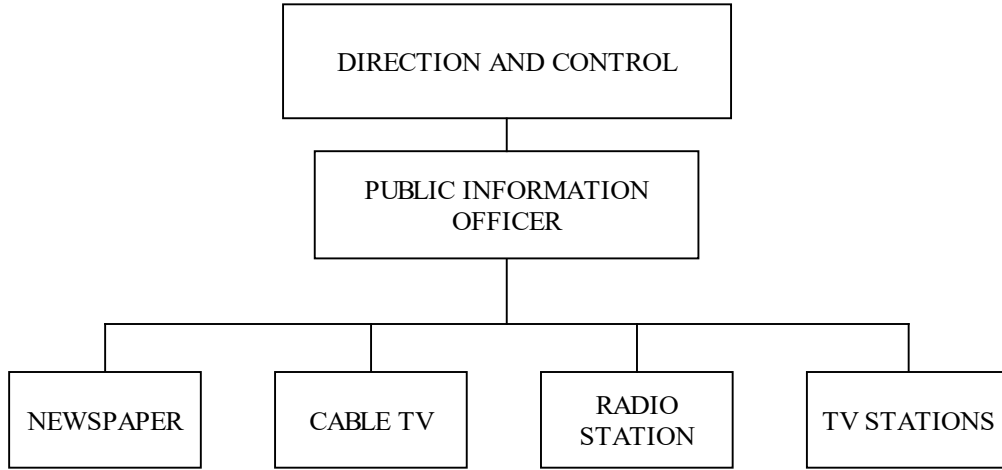 DIRECTION AND CONTROL
PUBLIC INFORMATION
OFFICER
NEWSPAPER
CABLE TV
RADIO
STATION
TV STATIONS